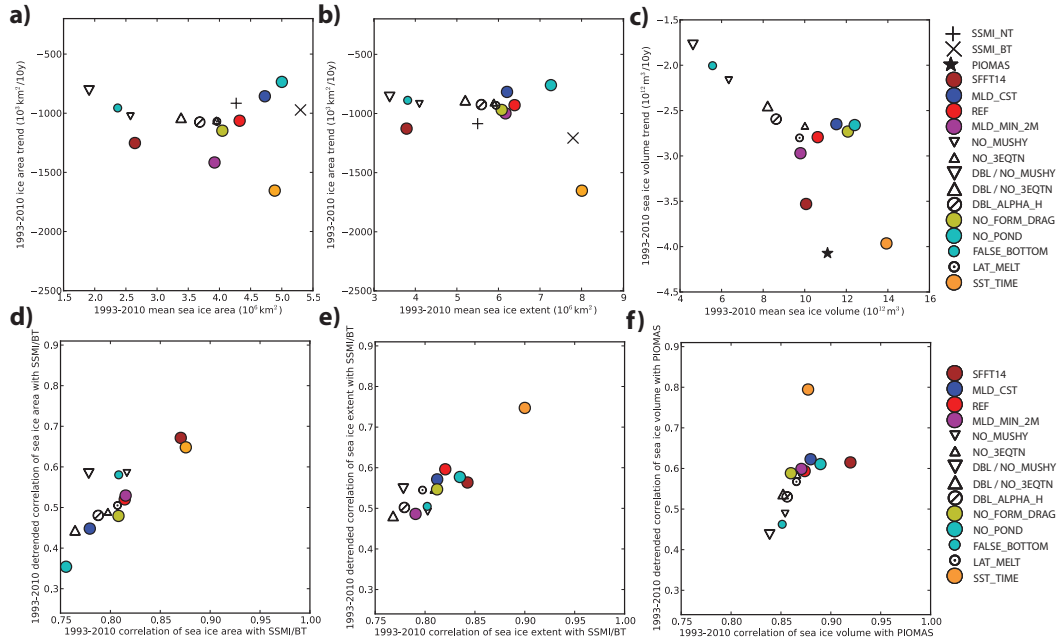 a)
b)
c)
−500
−1000
−1500
−2000
−2500
1.5 2.0 2.5 3.0 3.5 4.0 4.5 5.0 5.5
1993-2010 mean sea ice area (10⁶ km²)
1993-2010 ice area trend (10³ km²/10y)
−500
−1000
−1500
−2000
−2500
3 4 5 6 7 8 9
1993-2010 mean sea ice extent (10⁶ km²)
1993-2010 ice area trend (10³ km²/10y)
−1.5
−2.0
−2.5
−3.0
−3.5
−4.0
−4.5
4 6 8 10 12 14 16
1993-2010 mean sea ice volume (10¹² m³)
1993-2010 sea ice volume trend (10¹² m³/10y)
SSMI_NT
SSMI_BT
PIOMAS
SFFT14
MLD_CST
REF
MLD_MIN_2M
NO_MUSHY
NO_3EQTN
DBL / NO_MUSHY
DBL / NO_3EQTN
DBL_ALPHA_H
NO_FORM_DRAG
NO_POND
FALSE_BOTTOM
LAT_MELT
SST_TIME
d)
e)
f)
0.9
0.8
0.7
0.6
0.5
0.4
0.3
0.75 0.80 0.85 0.90 0.95 1.00
1993-2010 correlation of sea ice area with SSMI/BT
1993-2010 detrended correlation of sea ice area with SSMI/BT
0.9
0.8
0.7
0.6
0.5
0.4
0.3
0.75 0.80 0.85 0.90 0.95 1.00
1993-2010 correlation of sea ice extent with SSMI/BT
1993-2010 detrended correlation of sea ice extent with SSMI/BT
0.9
0.8
0.7
0.6
0.5
0.4
0.3
0.75 0.80 0.85 0.90 0.95 1.00
1993-2010 correlation of sea ice volume with PIOMAS
1993-2010 detrended correlation of sea ice volume with PIOMAS
SFFT14
MLD_CST
REF
MLD_MIN_2M
NO_MUSHY
NO_3EQTN
DBL / NO_MUSHY
DBL / NO_3EQTN
DBL_ALPHA_H
NO_FORM_DRAG
NO_POND
FALSE_BOTTOM
LAT_MELT
SST_TIME